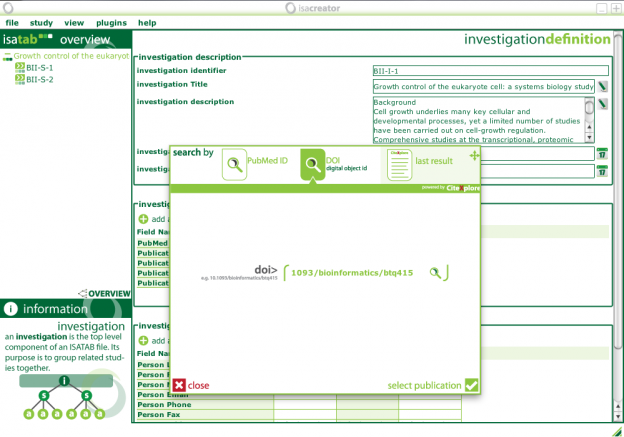 isacreator
file study view plugins help
isatab overview
Growth control of the eukaryot
BII-S-1
BII-S-2
OVERVIEW
information
investigation
an investigation is the top level
component of an ISATAB file. Its
purpose is to group related stud-
ies together.
i
s s
a a a a a
investigationdefinition
investigation description
investigation identifier BII-I-1
investigation Title Growth control of the eukaryote cell: a systems biology study
investigation description Background
Cell growth underlies many key cellular and
developmental processes, yet a limited number of studies
have been carried out on cell-growth regulation.
Comprehensive studies at the transcriptional, proteomic
investig
investig
investig
add a
Field Na
PubMed
Publicat
Publicat
Publicat
Publicat
investig
add a
Field Na
Person L
Person F
Person Email
Person Phone
Person Fax
search by
PubMed ID
DOI
digital object id
last result
powered by CiteXplore
doi>
e.g. 10.1093/bioinformatics/btq415
1093/bioinformatics/btq415
close
select publication